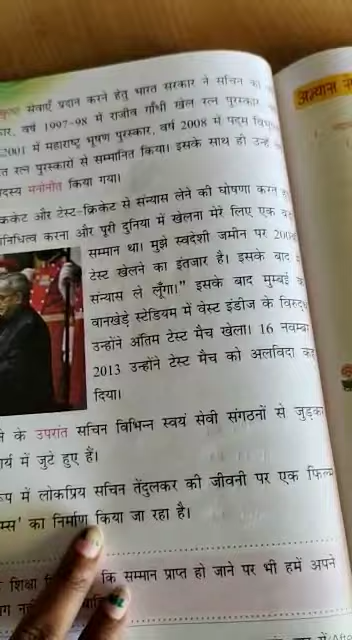 सेवाएँ प्रदान करने हेतु भारत सरकार ने सचिन को
वर्ष 1997-98 में राजीव गाँधी खेल रत्न पुरस्कार
2001 में महाराष्ट्र भूषण पुरस्कार, वर्ष 2008 में पद्म
रत्न पुरस्कारों से सम्मानित किया। इसके साथ ही उन्हें
मनोनीत किया गया।
और टेस्ट-क्रिकेट से संन्यास लेने की घोषणा करते
करना और पूरी दुनिया में खेलना मेरे लिए एक
सम्मान था। मुझे स्वदेशी जमीन पर
टेस्ट खेलने का इंतजार है। इसके बाद
संन्यास ले लूँगा।" इसके बाद मुम्बई
वानखेड़े स्टेडियम में वेस्ट इंडीज के विरुद्ध
उन्होंने अंतिम टेस्ट मैच खेला। 16 नवम्बर
2013 उन्होंने टेस्ट मैच को अलविदा कह
दिया।
के उपरांत सचिन विभिन्न स्वयं सेवी संगठनों से जुड़कर
में जुटे हुए हैं।
में लोकप्रिय सचिन तेंदुलकर की जीवनी पर एक फिल्म
का निर्माण किया जा रहा है।
शिक्षा
कि सम्मान प्राप्त हो जाने पर भी हमें अपने
अभ्यास